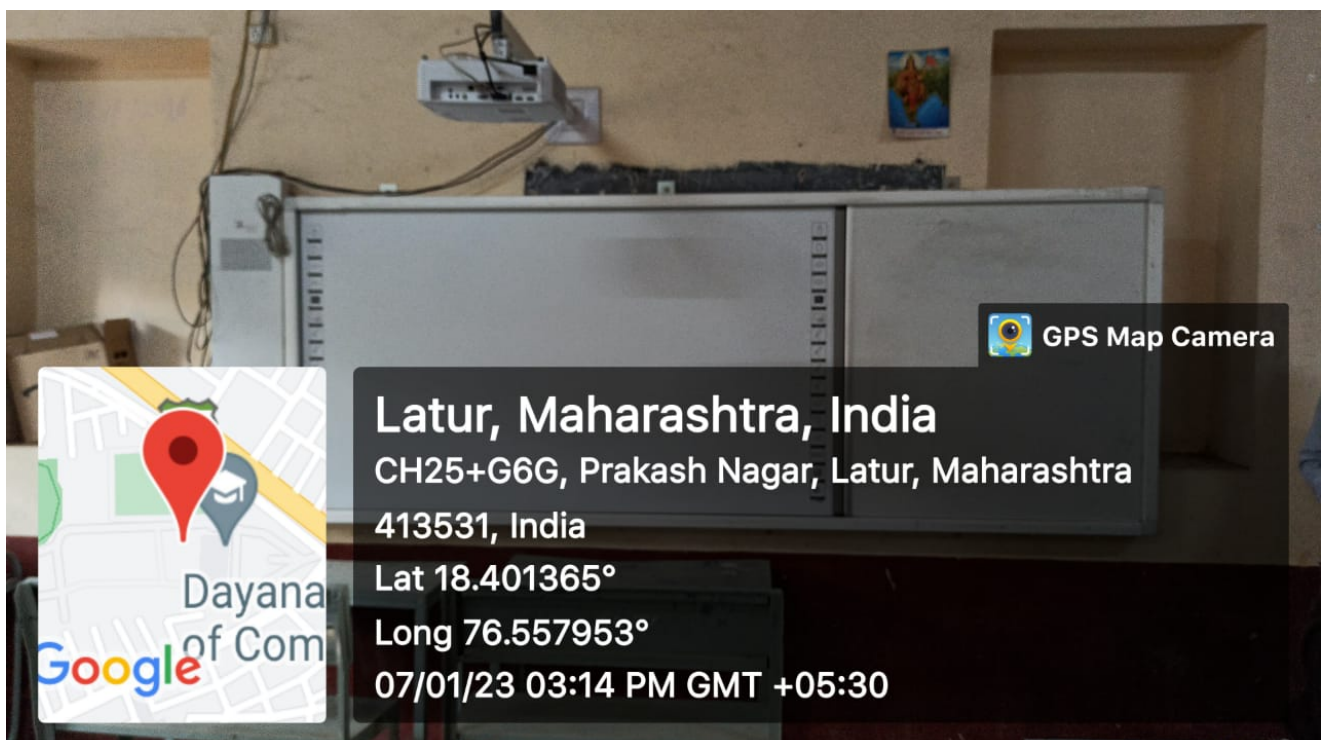 GPS Map Camera
Latur, Maharashtra, India
CH25+G6G, Prakash Nagar, Latur, Maharashtra
413531, India
Lat 18.401365°
Long 76.557953°
07/01/23 03:14 PM GMT +05:30
Dayana
of Com
Google